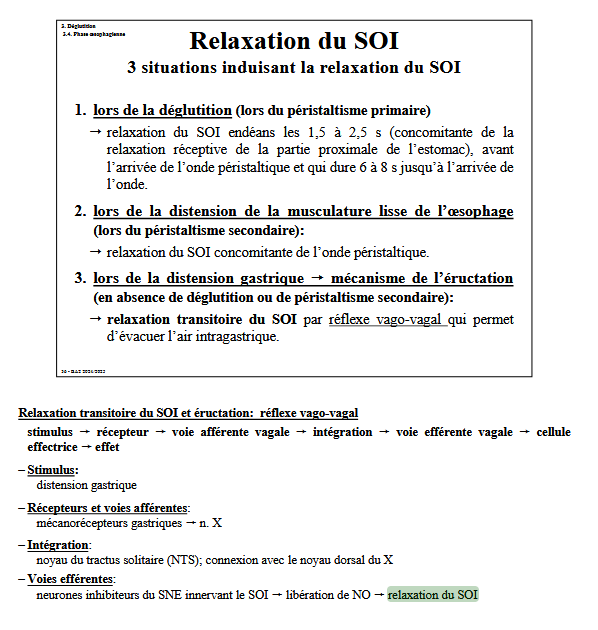 2. Déglutition
2.4. Phase œsophagienne
Relaxation du SOI
3 situations induisant la relaxation du SOI
1. lors de la déglutition (lors du péristaltisme primaire)
→ relaxation du SOI endéans les 1,5 à 2,5 s (concomitante de la
relaxation réceptive de la partie proximale de l’estomac), avant
l’arrivée de l’onde péristaltique et qui dure 6 à 8 s jusqu’à l’arrivée de
l’onde.
2. lors de la distension de la musculature lisse de l’œsophage
(lors du péristaltisme secondaire):
→ relaxation du SOI concomitante de l’onde péristaltique.
3. lors de la distension gastrique → mécanisme de l’éructation
(en absence de déglutition ou de péristaltisme secondaire):
→ relaxation transitoire du SOI par réflexe vago-vagal qui permet
d’évacuer l’air intragastrique.
Relaxation transitoire du SOI et éructation: réflexe vago-vagal
stimulus → récepteur → voie afférente vagale → intégration → voie efférente vagale → cellule
effectrice → effet
– Stimulus:
distension gastrique
– Récepteurs et voies afférentes:
mécanorécepteurs gastriques → n. X
– Intégration:
noyau du tractus solitaire (NTS); connexion avec le noyau dorsal du X
– Voies efférentes:
neurones inhibiteurs du SNE innervant le SOI → libération de NO → relaxation du SOI